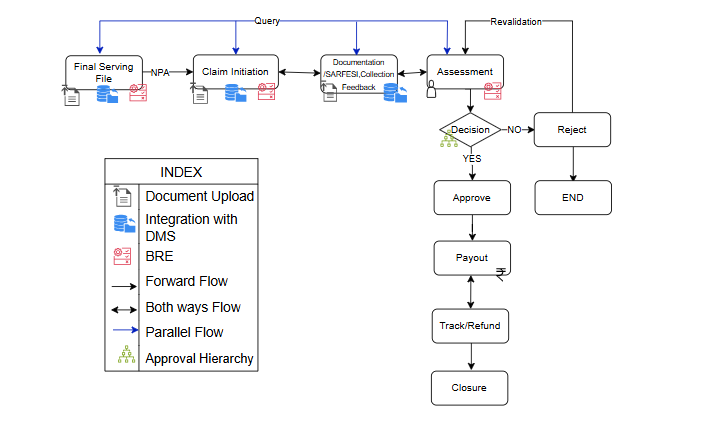 Query
Revalidation
Final Serving
File
NPA
Claim Initiation
Documentation
/SARFESI,Collection
Feedback
Assessment
Decision
NO
Reject
YES
Approve
END
Payout
Track/Refund
Closure
INDEX
Document Upload
Integration with
DMS
BRE
Forward Flow
Both ways Flow
Parallel Flow
Approval Hierarchy